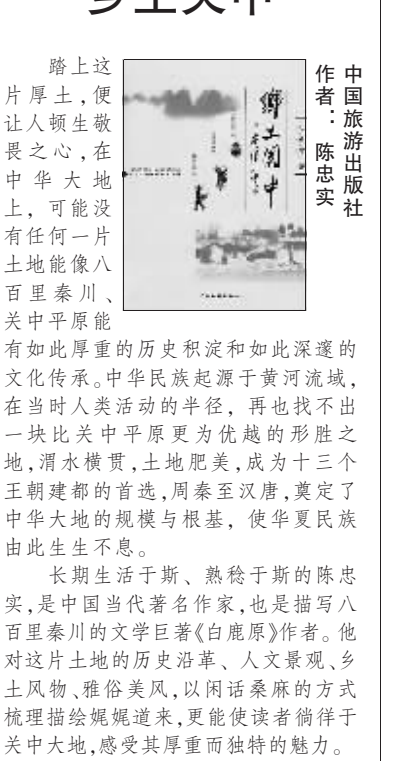 乡土关中
中国旅游出版社
作者：陈忠实
鄉土関中
踏上这
片厚土,便
让人顿生敬
畏之心,在
中华大地
上，可能没
有任何一片
土地能像八
百里秦川、
关中平原能
有如此厚重的历史积淀和如此深邃的
文化传承。中华民族起源于黄河流域，
在当时人类活动的半径，再也找不出
一块比关中平原更为优越的形胜之
地,渭水横贯,土地肥美,成为十三个
王朝建都的首选,周秦至汉唐,奠定了
中华大地的规模与根基，使华夏民族
由此生生不息。
长期生活于斯、熟稔于斯的陈忠
实,是中国当代著名作家,也是描写八
百里秦川的文学巨著《白鹿原》作者。他
对这片土地的历史沿革、人文景观、乡
土风物、雅俗美风,以闲话桑麻的方式
梳理描绘娓娓道来,更能使读者徜徉于
关中大地,感受其厚重而独特的魅力。